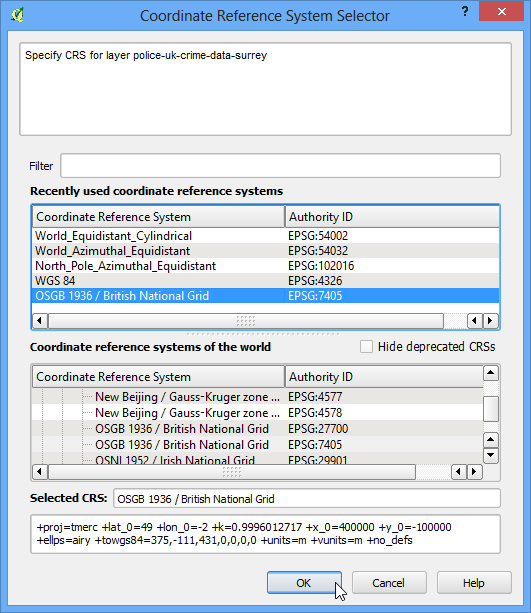 Coordinate Reference System Selector
?
Specify CRS for layer police-uk-crime-data-surrey
Filter
Recently used coordinate reference systems
Coordinate Reference System Authority ID
World_Equidistant_Cylindrical EPSG:54002
World_Azimuthal_Equidistant EPSG:54032
North_Pole_Azimuthal_Equidistant EPSG:102016
WGS 84 EPSG:4326
OSGB 1936 / British National Grid EPSG:7405
Coordinate reference systems of the world Hide deprecated CRSs
Coordinate Reference System Authority ID
New Beijing / Gauss-Kruger zone ... EPSG:4577
New Beijing / Gauss-Kruger zone ... EPSG:4578
OSGB 1936 / British National Grid EPSG:27700
OSGB 1936 / British National Grid EPSG:7405
OSNI 1952 / Irish National Grid EPSG:29901
Selected CRS: OSGB 1936 / British National Grid
+proj=tmerc +lat_0=49 +lon_0=-2 +k=0.9996012717 +x_0=400000 +y_0=-100000
+ellps=airy +towgs84=375,-111,431,0,0,0,0 +units=m +vunits=m +no_defs
OK Cancel Help